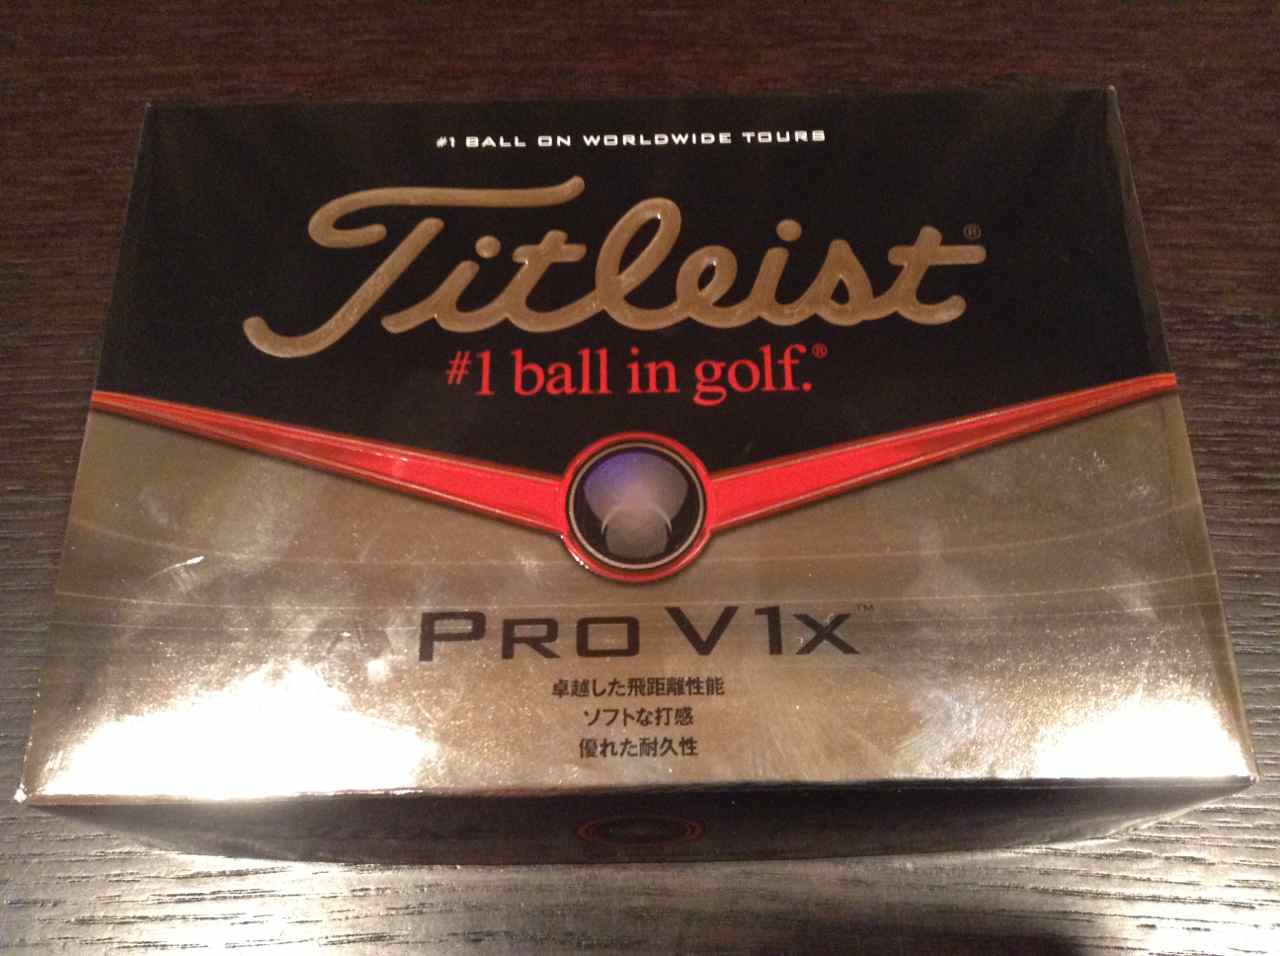 #1 BALL ON WORLDWIDE TOURS
Titleist®
#1 ball in golf.®
PRO V1x™
卓越した飛距離性能
ソフトな打感
優れた耐久性